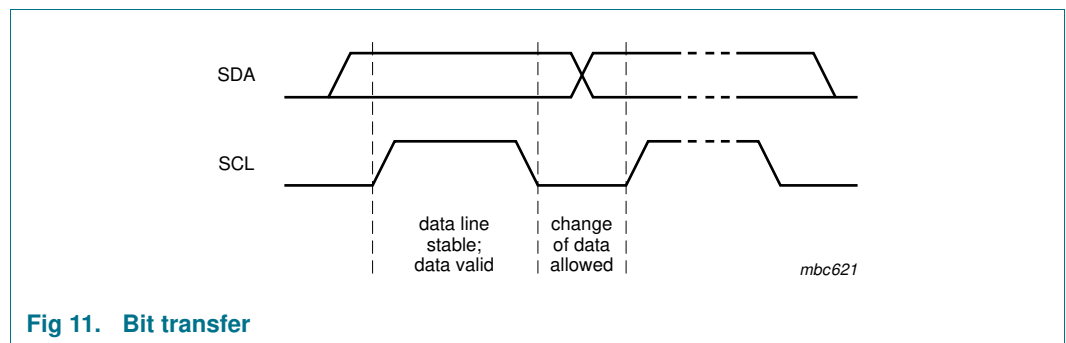 SDA
SCL
data line
stable;
data valid
change
of data
allowed
mbc621
Fig 11. Bit transfer